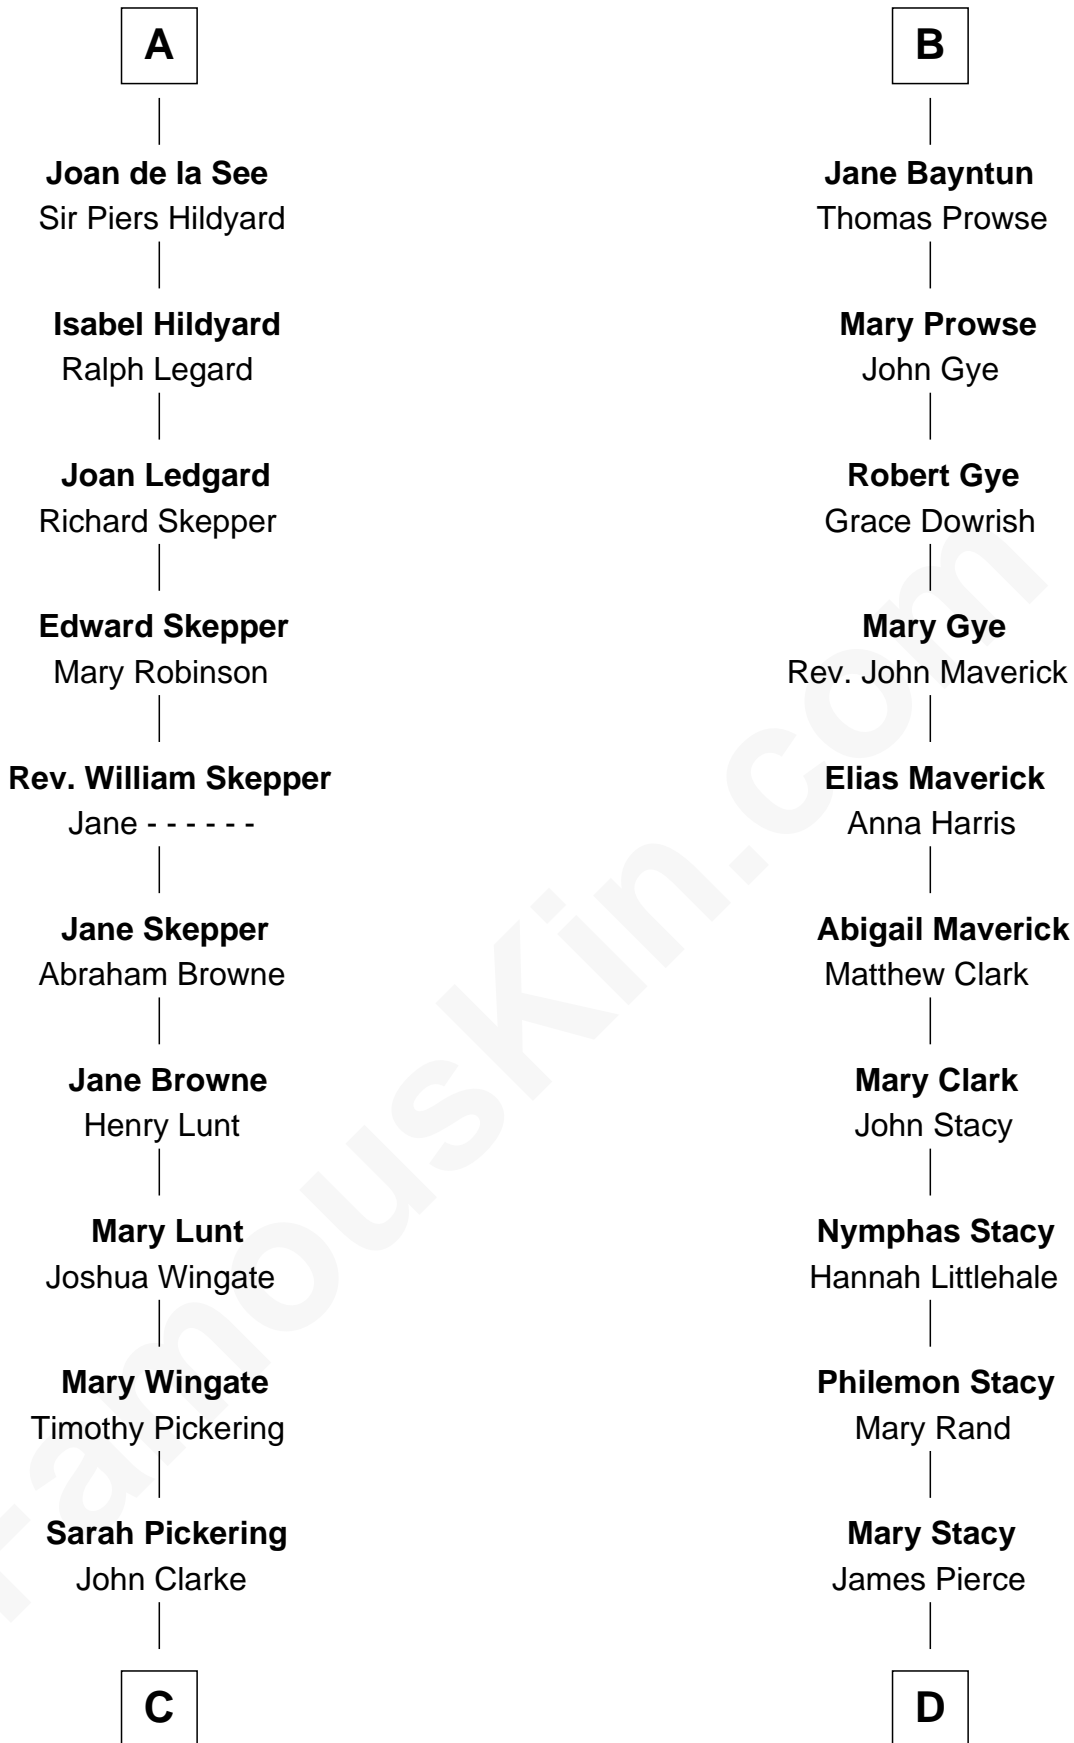 A
Joan de la See
Sir Piers Hildyard
Isabel Hildyard
Ralph Legard
Joan Ledgard
Richard Skepper
Edward Skepper
Mary Robinson
Rev. William Skepper
Jane - - - - - -
Jane Skepper
Abraham Browne
Jane Browne
Henry Lunt
Mary Lunt
Joshua Wingate
Mary Wingate
Timothy Pickering
Sarah Pickering
John Clarke
C
B
Jane Bayntun
Thomas Prowse
Mary Prowse
John Gye
Robert Gye
Grace Dowrish
Mary Gye
Rev. John Maverick
Elias Maverick
Anna Harris
Abigail Maverick
Matthew Clark
Mary Clark
John Stacy
Nymphas Stacy
Hannah Littlehale
Philemon Stacy
Mary Rand
Mary Stacy
James Pierce
D
FamousKin.com